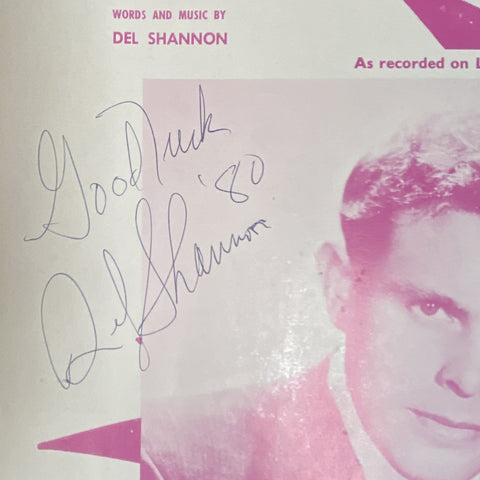 WORDS AND MUSIC BY
DEL SHANNON
As recorded on L
Good Luck
'80
Del Shannon